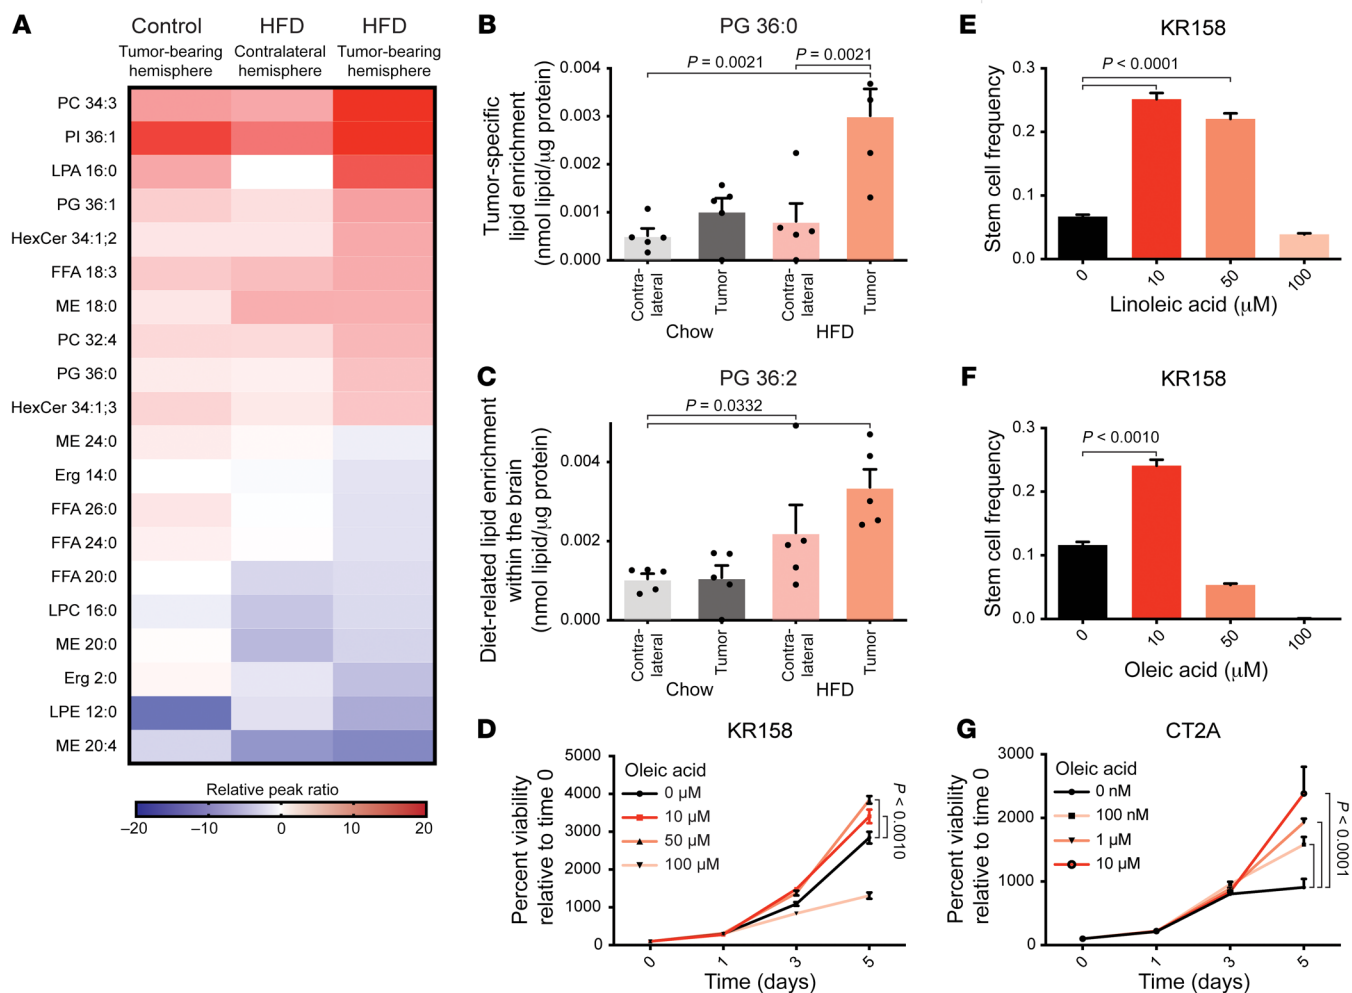 A
Control
HFD
HFD
Tumor-bearing
hemisphere
Contralateral
hemisphere
Tumor-bearing
hemisphere
PC 34:3
PI 36:1
LPA 16:0
PG 36:1
HexCer 34:1;2
FFA 18:3
ME 18:0
PC 32:4
PG 36:0
HexCer 34:1;3
ME 24:0
Erg 14:0
FFA 26:0
FFA 24:0
FFA 20:0
LPC 16:0
ME 20:0
Erg 2:0
LPE 12:0
ME 20:4
Relative peak ratio
−20 −10 0 10 20
B
PG 36:0
P = 0.0021
P = 0.0021
Tumor-specific
lipid enrichment
(nmol lipid/µg protein)
0.004
0.003
0.002
0.001
0.000
Contra-
lateral
Tumor
Contra-
lateral
Tumor
Chow
HFD
C
PG 36:2
P = 0.0332
Diet-related lipid enrichment
within the brain
(nmol lipid/µg protein)
0.004
0.002
0.000
Contra-
lateral
Tumor
Contra-
lateral
Tumor
Chow
HFD
D
KR158
Percent viability
relative to time 0
5000
4000
3000
2000
1000
0
Oleic acid
0 µM
10 µM
50 µM
100 µM
P < 0.0010
0 1 3 5
Time (days)
E
KR158
P < 0.0001
Stem cell frequency
0.3
0.2
0.1
0.0
0 10 50 100
Linoleic acid (µM)
F
KR158
P < 0.0010
Stem cell frequency
0.3
0.2
0.1
0.0
0 10 50 100
Oleic acid (µM)
G
CT2A
Percent viability
relative to time 0
3000
2000
1000
0
Oleic acid
0 nM
100 nM
1 µM
10 µM
P < 0.0001
0 1 3 5
Time (days)